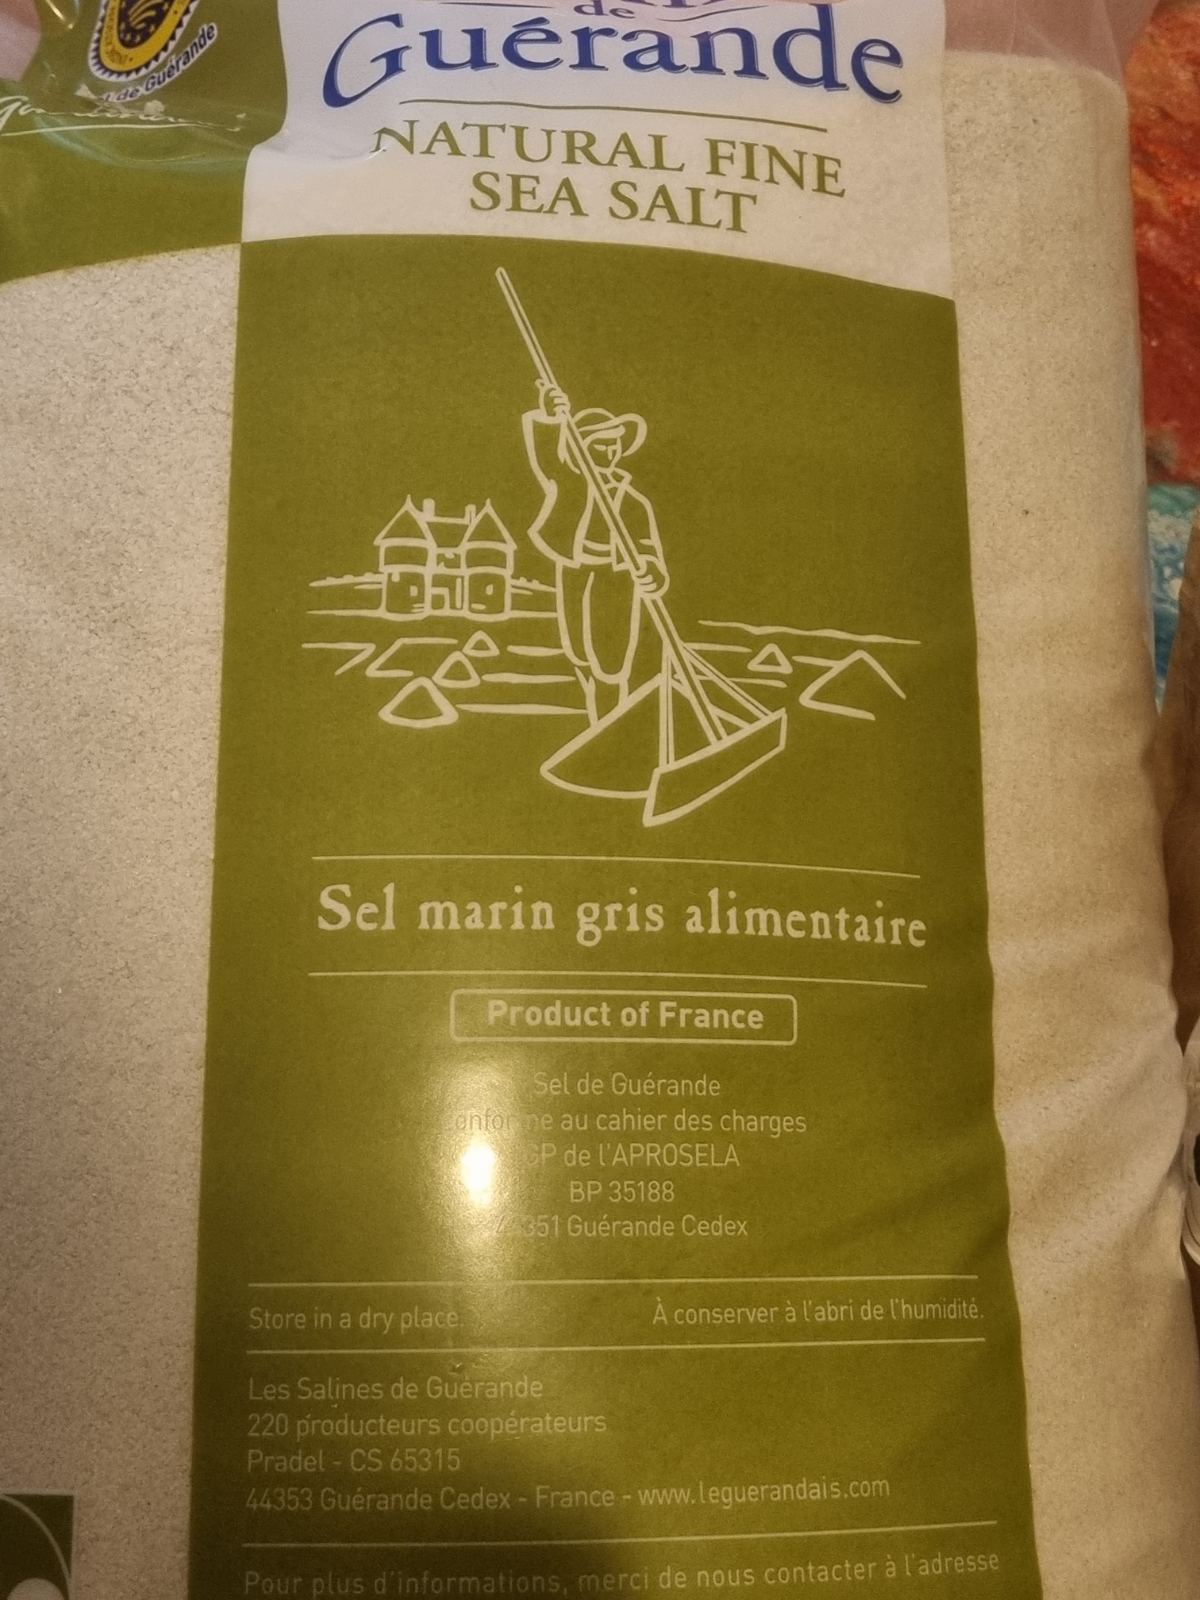 de
Guérande
de Guérande
NATURAL FINE
SEA SALT
Sel marin gris alimentaire
Product of France
Sel de Guérande
au cahier des charges
de l'APROSELA
BP 35188
Guérande Cedex
Store in a dry place.
À conserver à l'abri de l'humidité.
Les Salines de Guérande
220 producteurs coopérateurs
Pradel - CS 65315
44353 Guérande Cedex - France - www.leguerandais.com
Pour plus d'informations, merci de nous contacter à l'adresse